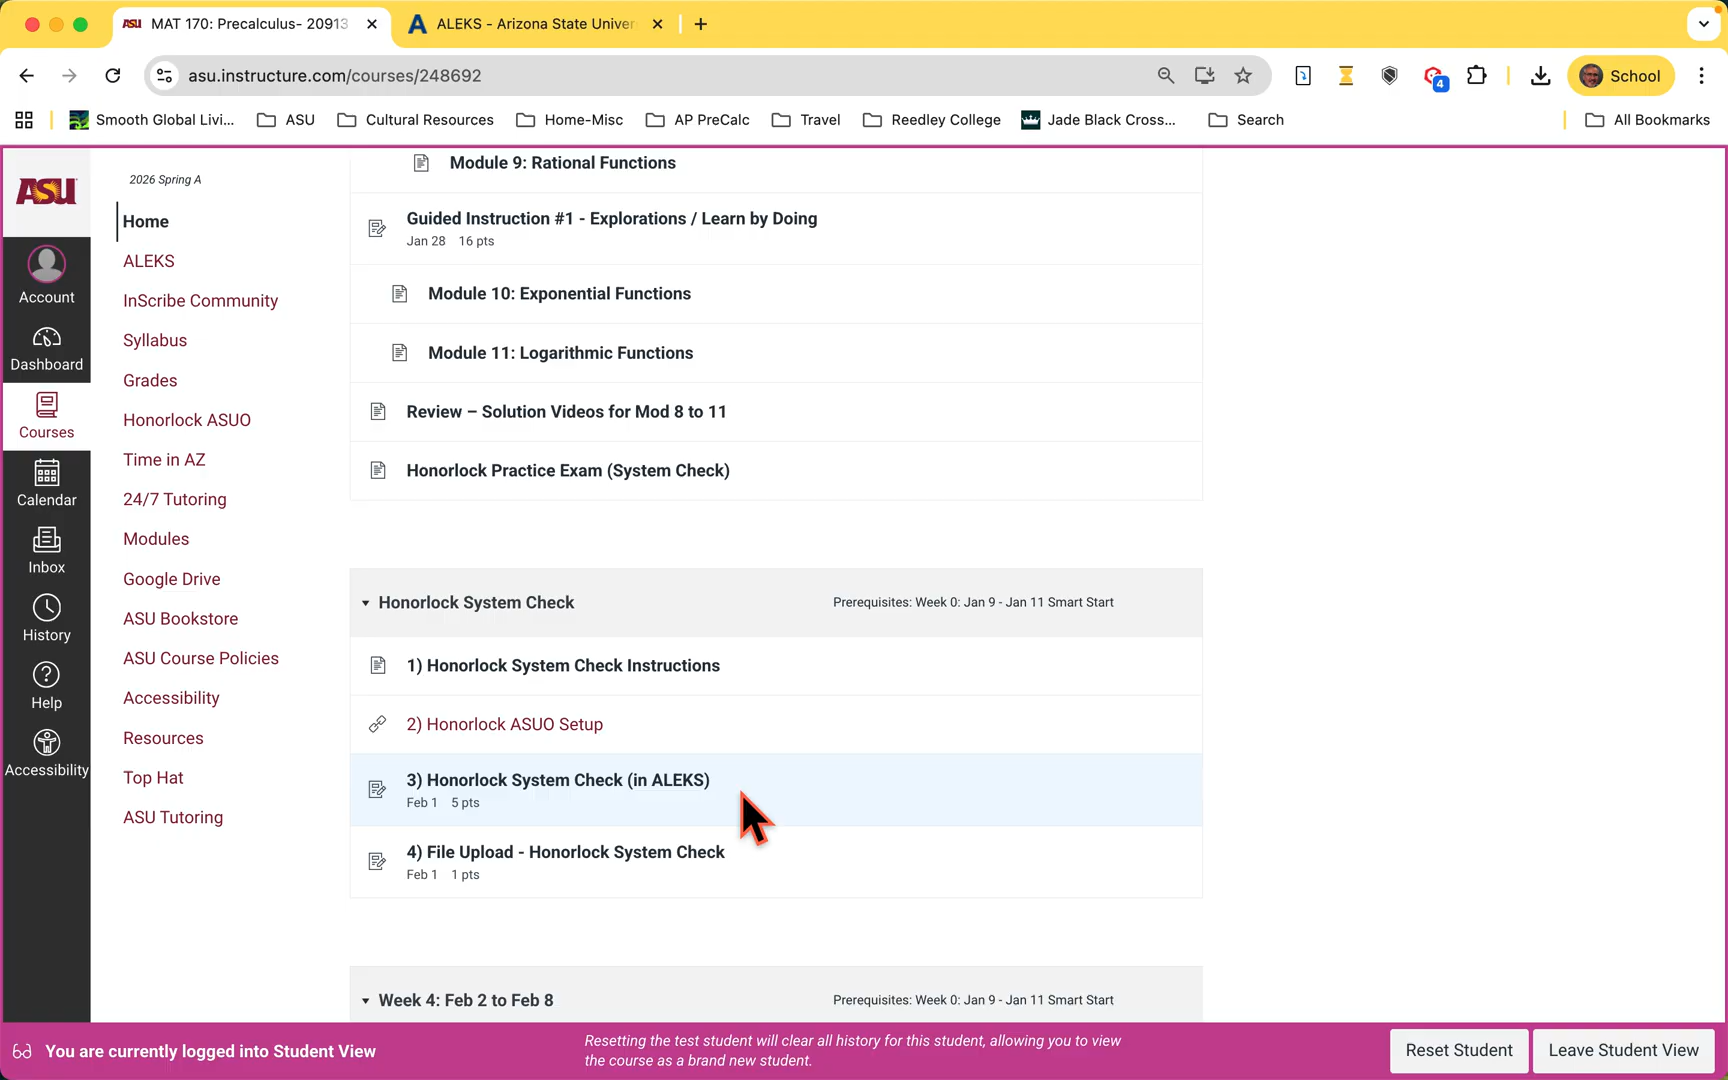 ASU MAT 170: Precalculus- 20913
ALEKS - Arizona State Univer
asu.instructure.com/courses/248692
4
School
Smooth Global Livi...
ASU
Cultural Resources
Home-Misc
AP PreCalc
Travel
Reedley College
Jade Black Cross...
Search
All Bookmarks
ASU
Account
Dashboard
Courses
Calendar
Inbox
History
Help
Accessibility
2026 Spring A
Home
ALEKS
InScribe Community
Syllabus
Grades
Honorlock ASUO
Time in AZ
24/7 Tutoring
Modules
Google Drive
ASU Bookstore
ASU Course Policies
Accessibility
Resources
Top Hat
ASU Tutoring
Module 9: Rational Functions
Guided Instruction #1 - Explorations / Learn by Doing
Jan 28 16 pts
Module 10: Exponential Functions
Module 11: Logarithmic Functions
Review – Solution Videos for Mod 8 to 11
Honorlock Practice Exam (System Check)
Honorlock System Check
Prerequisites: Week 0: Jan 9 - Jan 11 Smart Start
1) Honorlock System Check Instructions
2) Honorlock ASUO Setup
3) Honorlock System Check (in ALEKS)
Feb 1 5 pts
4) File Upload - Honorlock System Check
Feb 1 1 pts
Week 4: Feb 2 to Feb 8
Prerequisites: Week 0: Jan 9 - Jan 11 Smart Start
You are currently logged into Student View
Resetting the test student will clear all history for this student, allowing you to view
the course as a brand new student.
Reset Student
Leave Student View